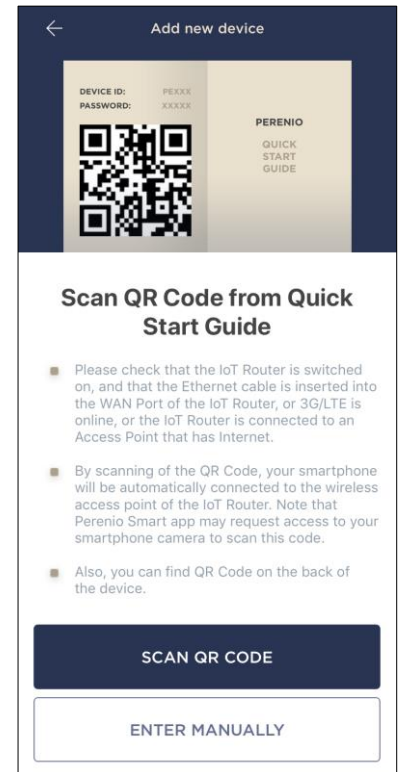 Add new device
DEVICE ID: PEXXX
PASSWORD: XXXXX
PERENIO
QUICK
START
GUIDE
Scan QR Code from Quick
Start Guide
Please check that the IoT Router is switched
on, and that the Ethernet cable is inserted into
the WAN Port of the IoT Router, or 3G/LTE is
online, or the IoT Router is connected to an
Access Point that has Internet.
By scanning of the QR Code, your smartphone
will be automatically connected to the wireless
access point of the IoT Router. Note that
Perenio Smart app may request access to your
smartphone camera to scan this code.
Also, you can find QR Code on the back of
the device.
SCAN QR CODE
ENTER MANUALLY